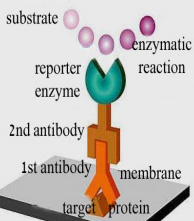 substrate
enzymatic
reaction
reporter
enzyme
2nd antibody
1st antibody
membrane
target protein